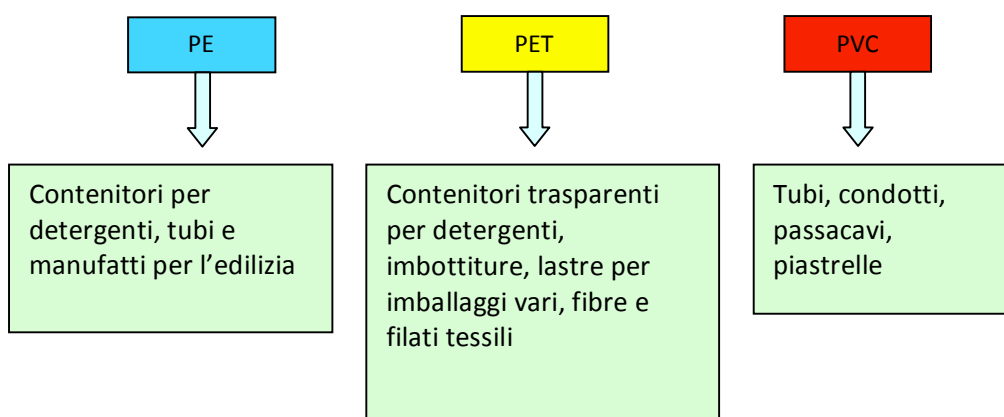 PE
PET
PVC
Contenitori per
detergenti, tubi e
manufatti per l’edilizia
Contenitori trasparenti
per detergenti,
imbottiture, lastre per
imballaggi vari, fibre e
filati tessili
Tubi, condotti,
passacavi,
piastrelle